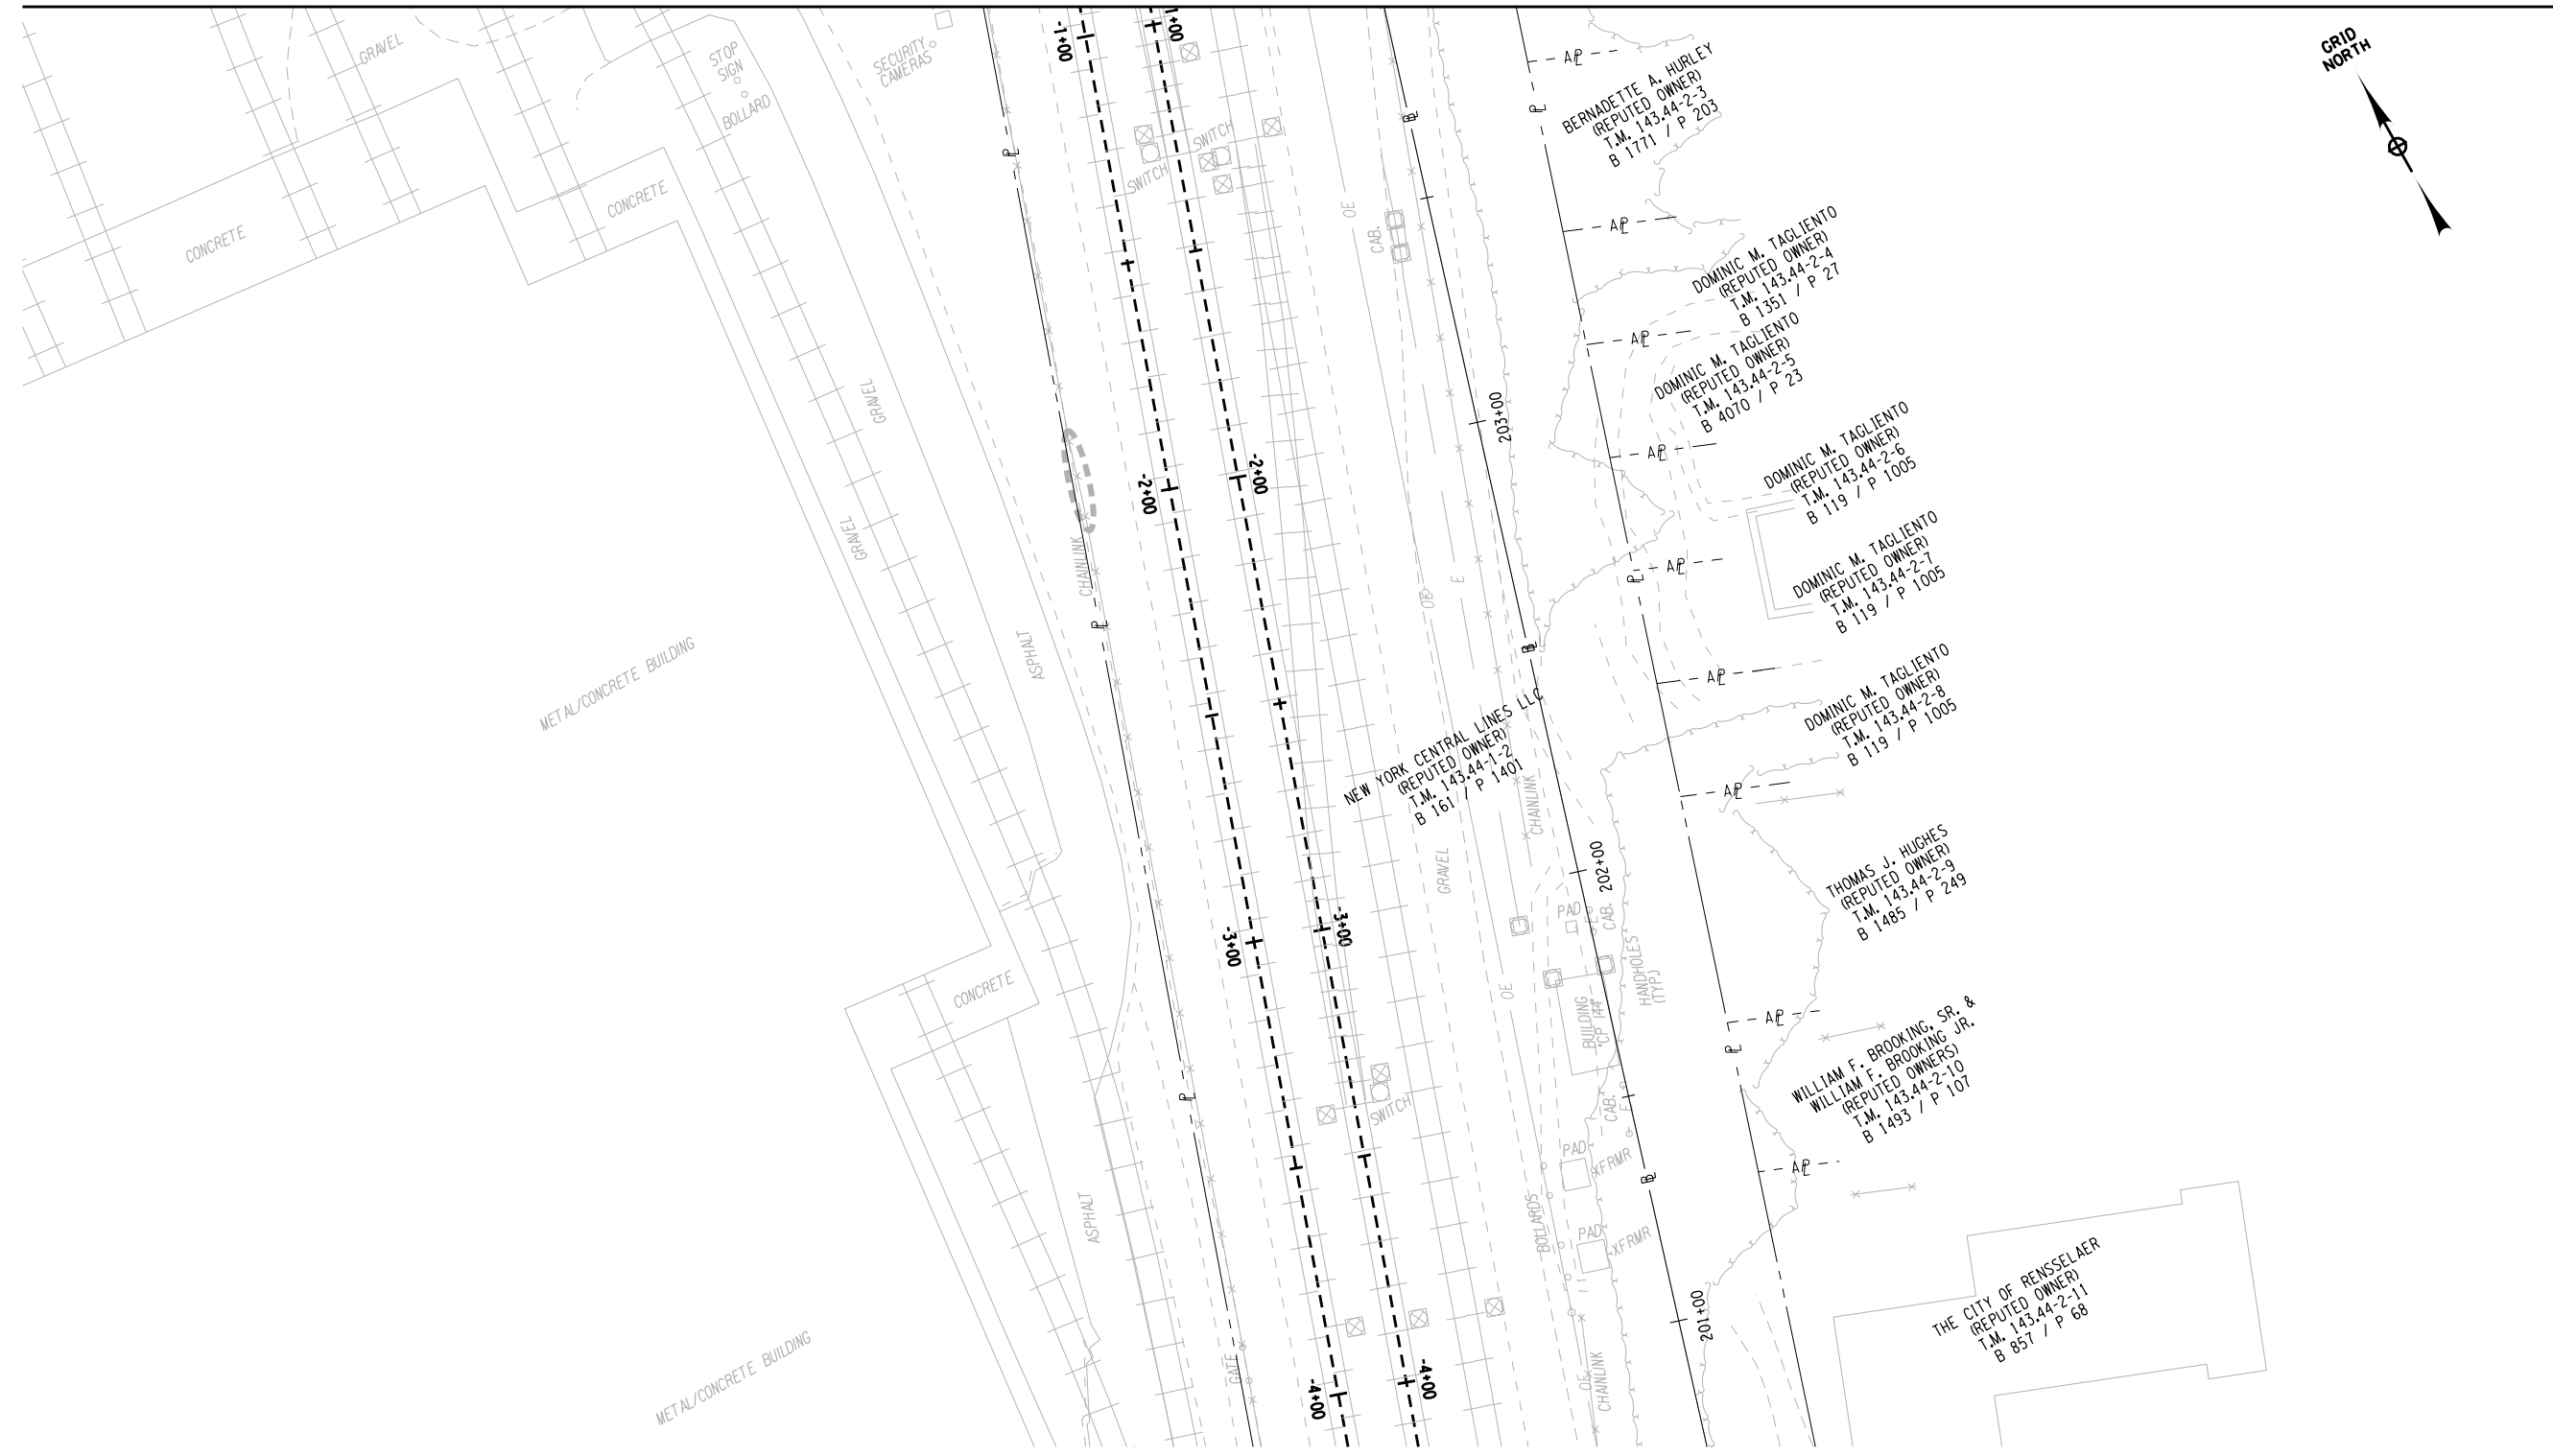 GRID
NORTH
-1+00
1+00
GRAVEL
STOP
SIGN
BOLLARD
SECURITY
CAMERAS
SWITCH
SWITCH
CONCRETE
CONCRETE
OE
CAB.
PL
PL
APL
BERNADETTE A. HURLEY
(REPUTED OWNER)
T.M. 143.44-2-3
B 1771 / P 203
APL
DOMINIC M. TAGLIENTO
(REPUTED OWNER)
T.M. 143.44-2-4
B 1351 / P 27
APL
DOMINIC M. TAGLIENTO
(REPUTED OWNER)
T.M. 143.44-2-5
B 4070 / P 23
APL
DOMINIC M. TAGLIENTO
(REPUTED OWNER)
T.M. 143.44-2-6
B 119 / P 1005
APL
DOMINIC M. TAGLIENTO
(REPUTED OWNER)
T.M. 143.44-2-7
B 119 / P 1005
APL
DOMINIC M. TAGLIENTO
(REPUTED OWNER)
T.M. 143.44-2-8
B 119 / P 1005
APL
THOMAS J. HUGHES
(REPUTED OWNER)
T.M. 143.44-2-9
B 1485 / P 249
APL
WILLIAM F. BROOKING, SR. &
WILLIAM F. BROOKING JR.
(REPUTED OWNERS)
T.M. 143.44-2-10
B 1493 / P 107
APL
THE CITY OF RENSSELAER
(REPUTED OWNER)
T.M. 143.44-2-11
B 857 / P 68
GRAVEL
GRAVEL
203+00
-2+00
-2+00
CHAINLINK
OE
E
PL
PL
ASPHALT
METAL/CONCRETE BUILDING
NEW YORK CENTRAL LINES LLC
(REPUTED OWNER)
T.M. 143.44-1-2
B 161 / P 1401
CHAINLINK
GRAVEL
202+00
PAD
OE
CAB.
-3+00
-3+00
HANDHOLES
(TYP.)
CONCRETE
OE
BUILDING
"CP 144"
PL
PL
CAB.
E
SWITCH
PAD
XFRMR
BOLLARDS
PAD
XFRMR
ASPHALT
201+00
GATE
-4+00
-4+00
OE
CHAINLINK
METAL/CONCRETE BUILDING